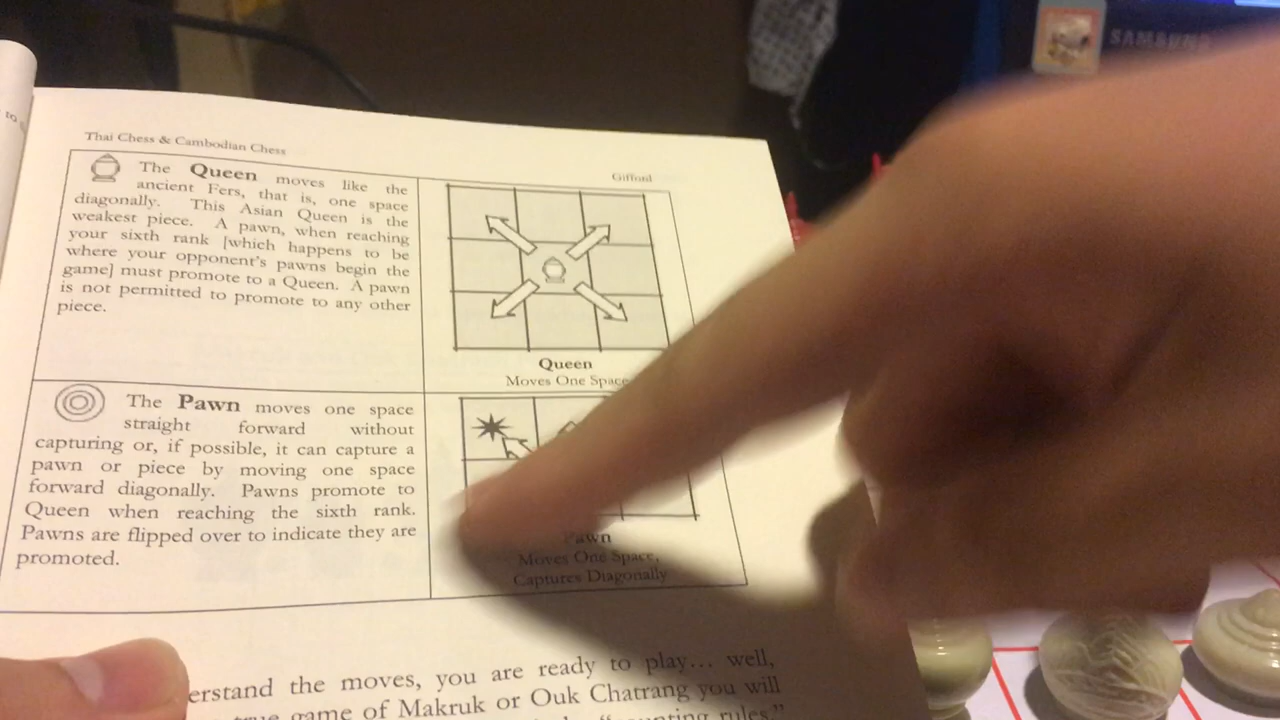 to
Thai Chess & Cambodian Chess
Gifford
The Queen moves like the
ancient Fers, that is, one space
diagonally. This Asian Queen is the
weakest piece. A pawn, when reaching
your sixth rank [which happens to be
where your opponent's pawns begin the
game] must promote to a Queen. A pawn
is not permitted to promote to any other
piece.
Queen
Moves One Space
The Pawn moves one space
straight forward without
capturing or, if possible, it can capture a
pawn or piece by moving one space
forward diagonally. Pawns promote to
Queen when reaching the sixth rank.
Pawns are flipped over to indicate they are
promoted.
Pawn
Moves One Space,
Captures Diagonally
erstand the moves, you are ready to play... well,
true game of Makruk or Ouk Chatrang you will
"counting rules."
SAMSUNG